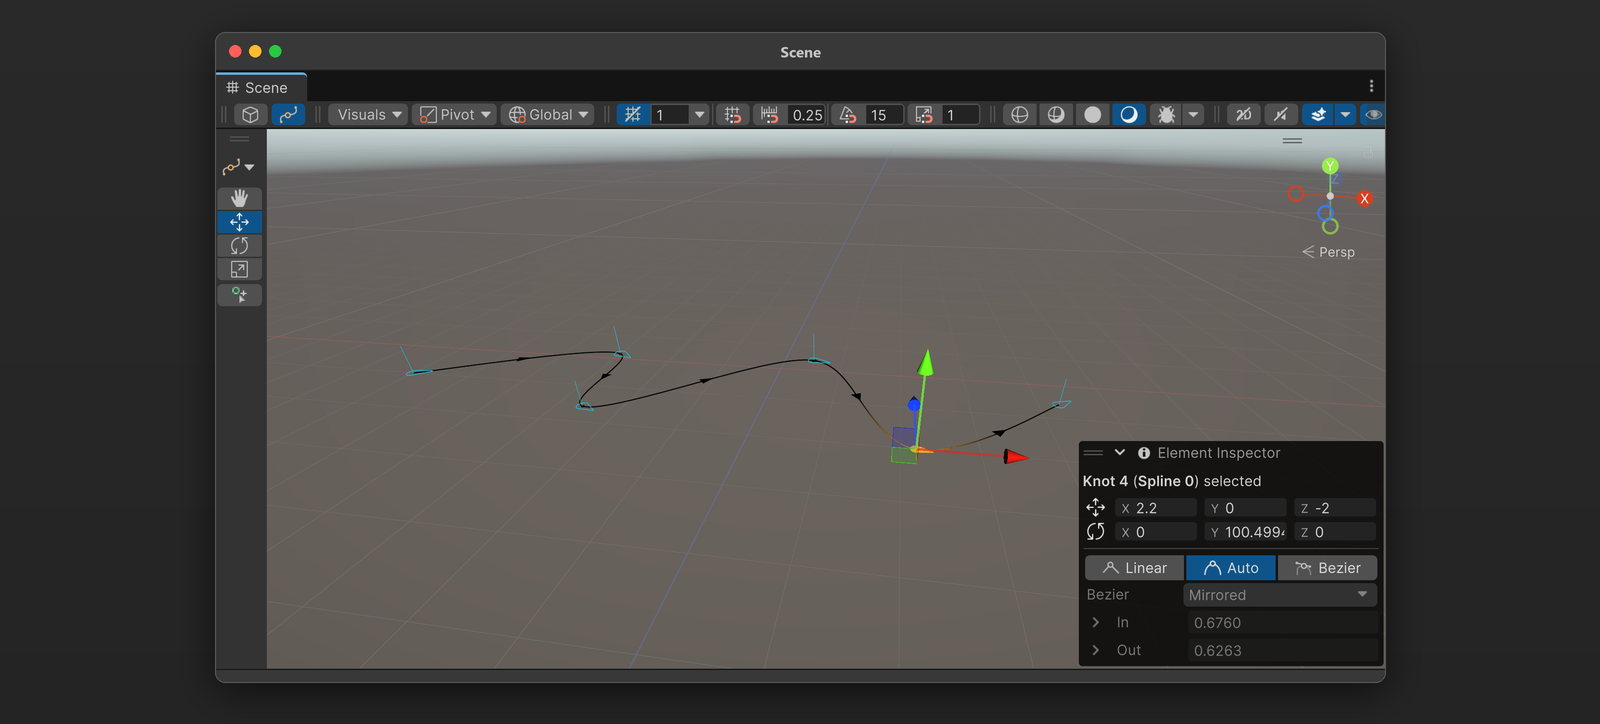 Scene
Scene
Visuals Pivot Global 1 0.25 15 1 2D
Y
Z
X
Persp
Element Inspector
Knot 4 (Spline 0) selected
X 2.2 Y 0 Z -2
X 0 Y 100.499 Z 0
Linear Auto Bezier
Bezier Mirrored
In 0.6760
Out 0.6263